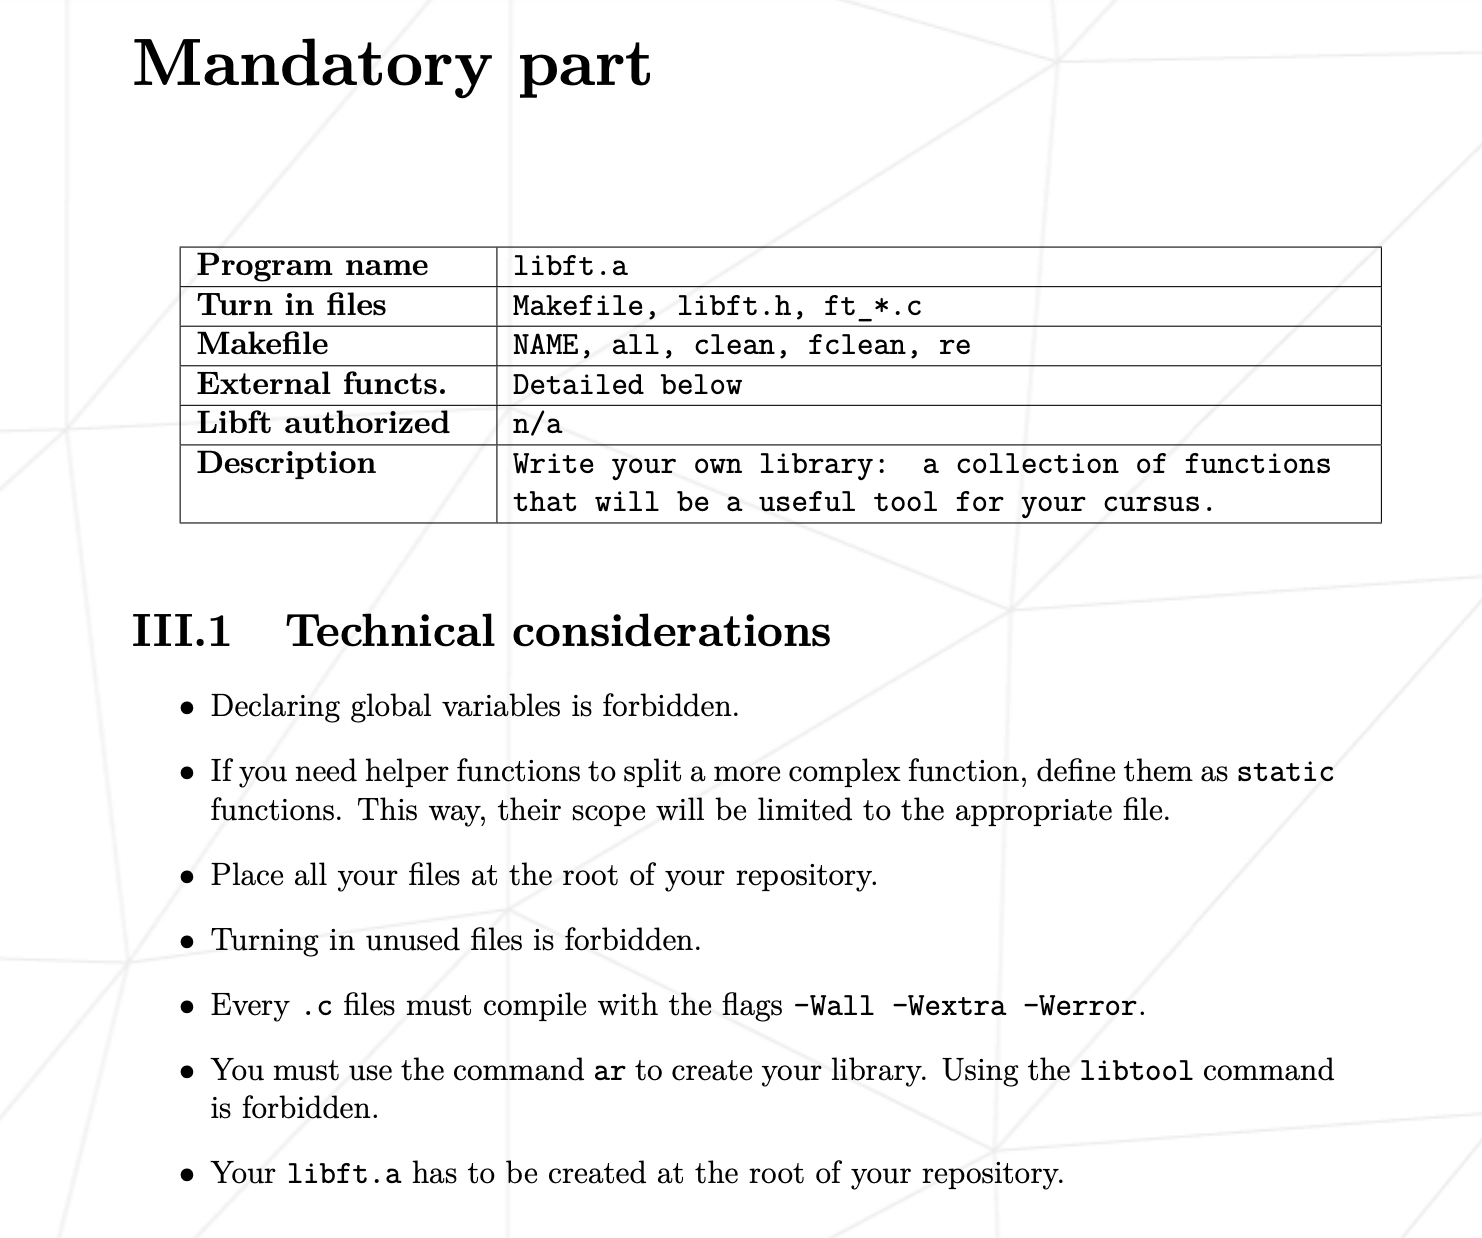 Mandatory part
Program name libft.a
Turn in files Makefile, libft.h, ft_*.c
Makefile NAME, all, clean, fclean, re
External functs. Detailed below
Libft authorized n/a
Description Write your own library: a collection of functions
that will be a useful tool for your cursus.
III.1 Technical considerations
• Declaring global variables is forbidden.
• If you need helper functions to split a more complex function, define them as static
functions. This way, their scope will be limited to the appropriate file.
• Place all your files at the root of your repository.
• Turning in unused files is forbidden.
• Every .c files must compile with the flags -Wall -Wextra -Werror.
• You must use the command ar to create your library. Using the libtool command
is forbidden.
• Your libft.a has to be created at the root of your repository.